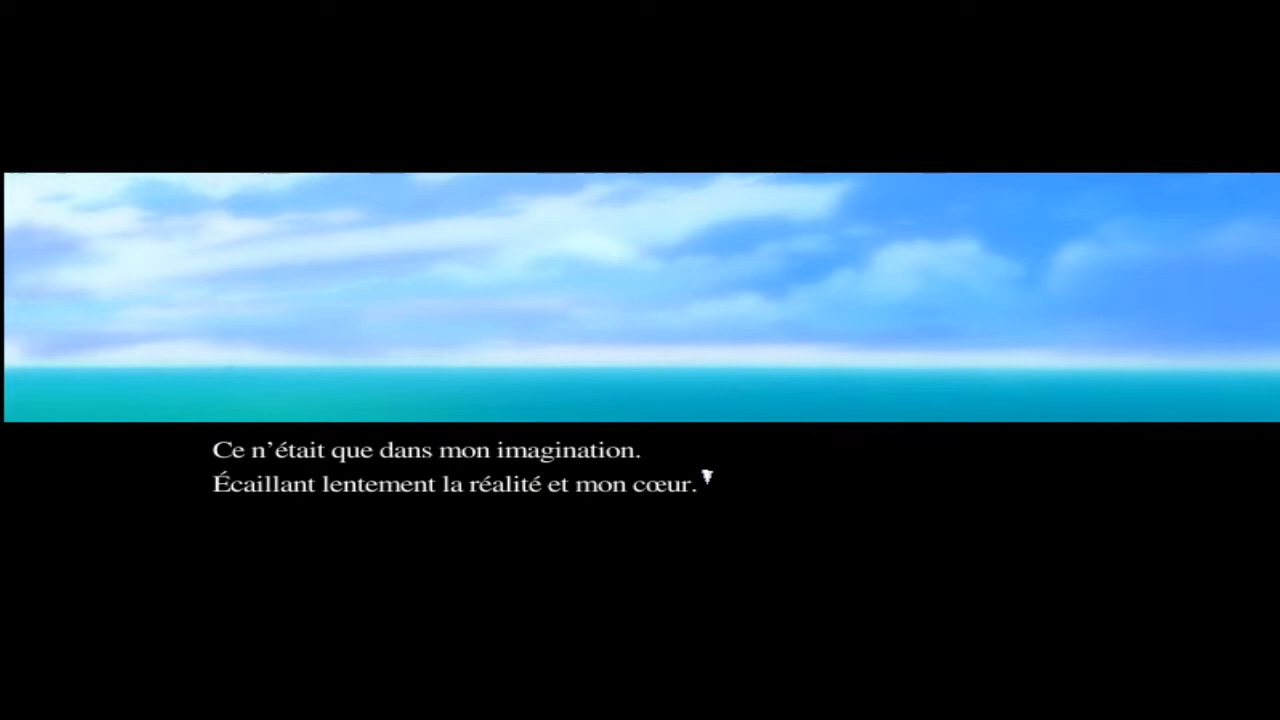 Ce n’était que dans mon imagination.
Écaillant lentement la réalité et mon cœur.